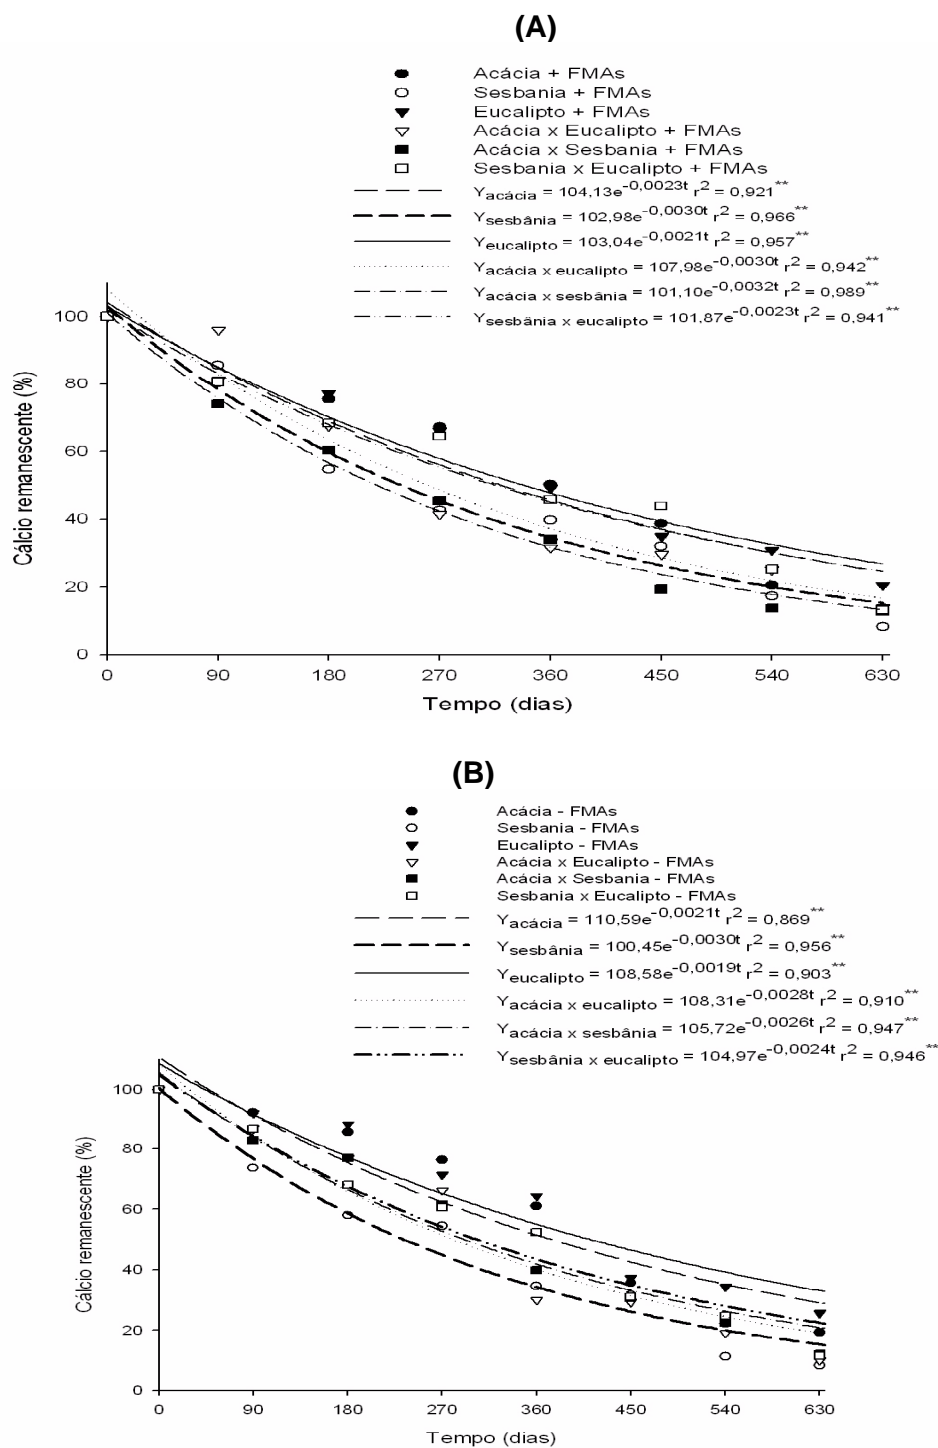 (A)
Acácia + FMAs
Sesbania + FMAs
Eucalipto + FMAs
Acácia x Eucalipto + FMAs
Acácia x Sesbania + FMAs
Sesbania x Eucalipto + FMAs
Yacácia = 104,13e-0,0023t r2 = 0,921**
Ysesbânia = 102,98e-0,0030t r2 = 0,966**
Yeucalipto = 103,04e-0,0021t r2 = 0,957**
Yacácia x eucalipto = 107,98e-0,0030t r2 = 0,942**
Yacácia x sesbânia = 101,10e-0,0032t r2 = 0,989**
Ysesbânia x eucalipto = 101,87e-0,0023t r2 = 0,941**
Cálcio remanescente (%)
100
80
60
40
20
0
0 90 180 270 360 450 540 630
Tempo (dias)
(B)
Acácia - FMAs
Sesbania - FMAs
Eucalipto - FMAs
Acácia x Eucalipto - FMAs
Acácia x Sesbania - FMAs
Sesbania x Eucalipto - FMAs
Yacácia = 110,59e-0,0021t r2 = 0,869**
Ysesbânia = 100,45e-0,0030t r2 = 0,956**
Yeucalipto = 108,58e-0,0019t r2 = 0,903**
Yacácia x eucalipto = 108,31e-0,0028t r2 = 0,910**
Yacácia x sesbânia = 105,72e-0,0026t r2 = 0,947**
Ysesbânia x eucalipto = 104,97e-0,0024t r2 = 0,946**
Cálcio remanescente (%)
100
80
60
40
20
0
0 90 180 270 360 450 540 630
Tempo (dias)